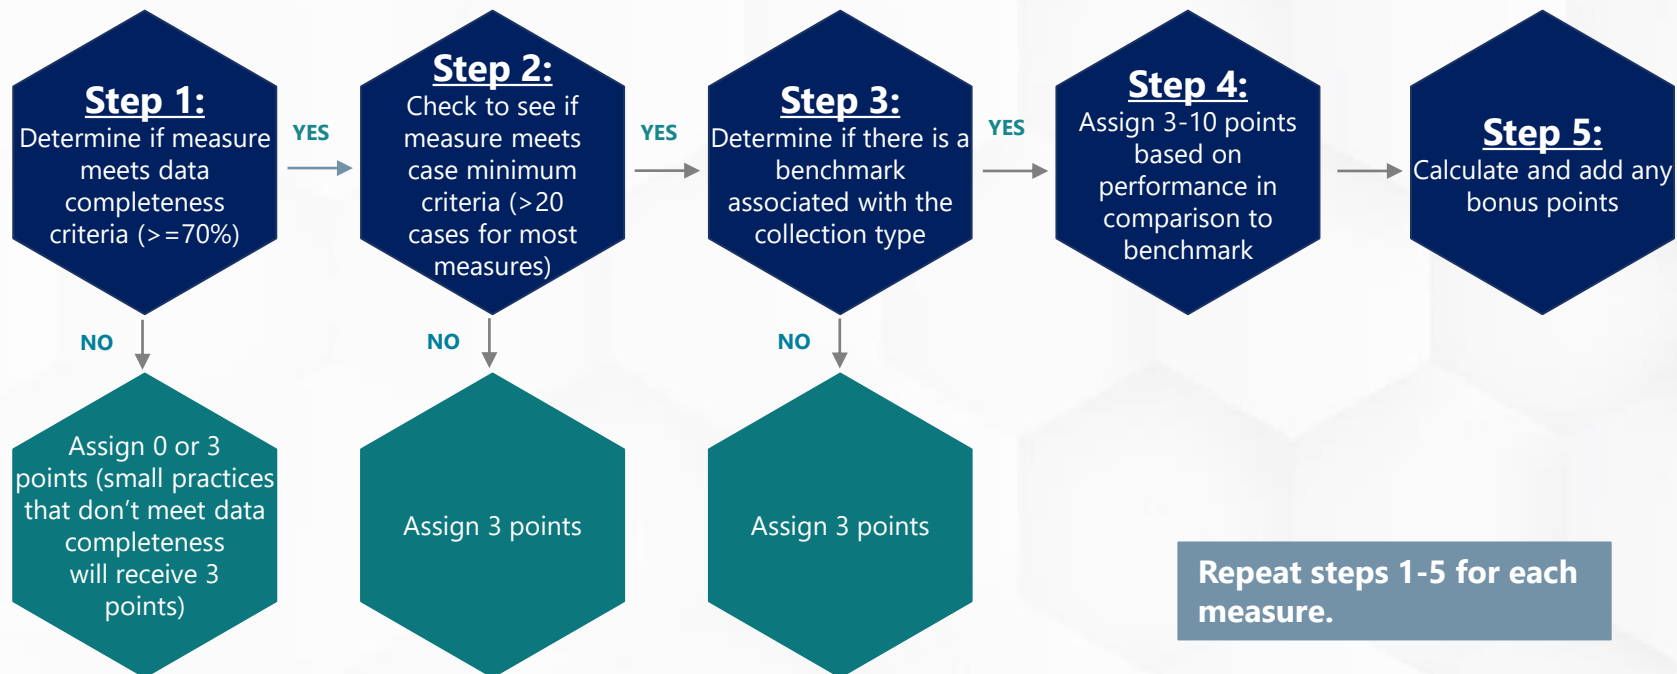 Step 1:
Determine if measure
meets data
completeness
criteria (>=70%)
YES
Step 2:
Check to see if
measure meets
case minimum
criteria (>20
cases for most
measures)
YES
Step 3:
Determine if there is a
benchmark
associated with the
collection type
YES
Step 4:
Assign 3-10 points
based on
performance in
comparison to
benchmark
Step 5:
Calculate and add any
bonus points
NO
NO
NO
Assign 0 or 3
points (small practices
that don’t meet data
completeness
will receive 3
points)
Assign 3 points
Assign 3 points
Repeat steps 1-5 for each
measure.